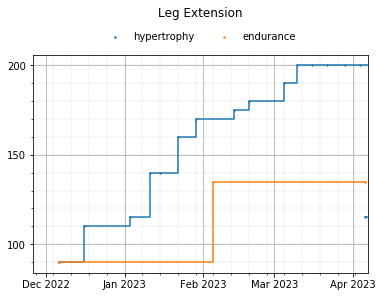 Leg Extension
hypertrophy endurance
200
150
100
Dec 2022 Jan 2023 Feb 2023 Mar 2023 Apr 2023